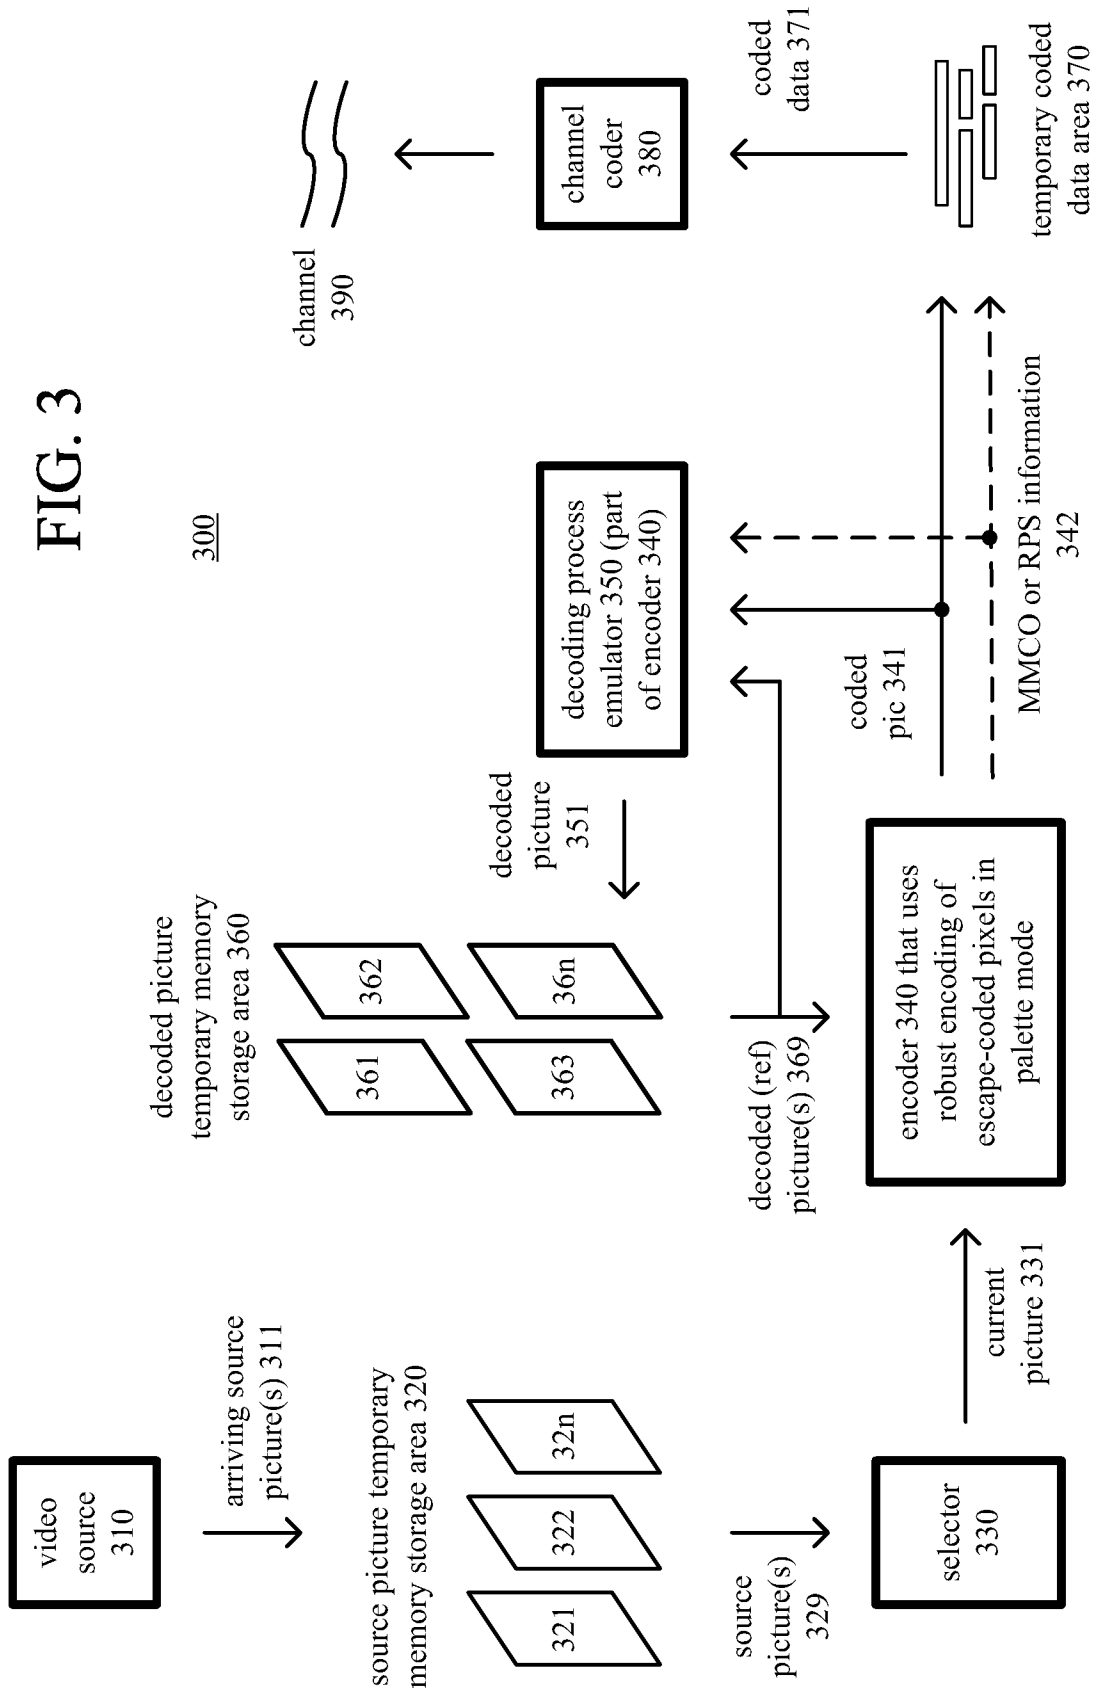 FIG. 3
300
video
source
310
arriving source
picture(s) 311
source picture temporary
memory storage area 320
321
322
32n
source
picture(s)
329
selector
330
current
picture 331
decoded picture
temporary memory
storage area 360
361
362
363
36n
decoded (ref)
picture(s) 369
encoder 340 that uses
robust encoding of
escape-coded pixels in
palette mode
decoded
picture
351
decoding process
emulator 350 (part
of encoder 340)
coded
pic 341
MMCO or RPS information
342
channel
390
channel
coder
380
coded
data 371
temporary coded
data area 370